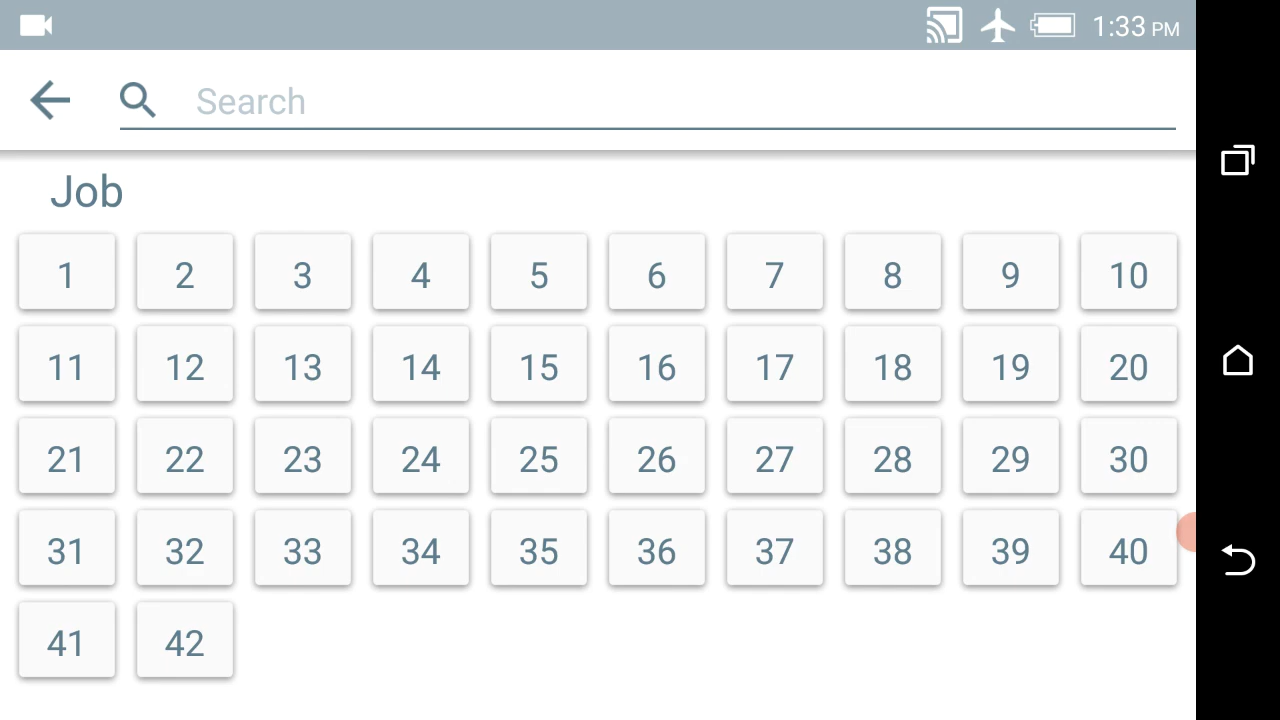 1:33 PM
Search
Job
1 2 3 4 5 6 7 8 9 10
11 12 13 14 15 16 17 18 19 20
21 22 23 24 25 26 27 28 29 30
31 32 33 34 35 36 37 38 39 40
41 42